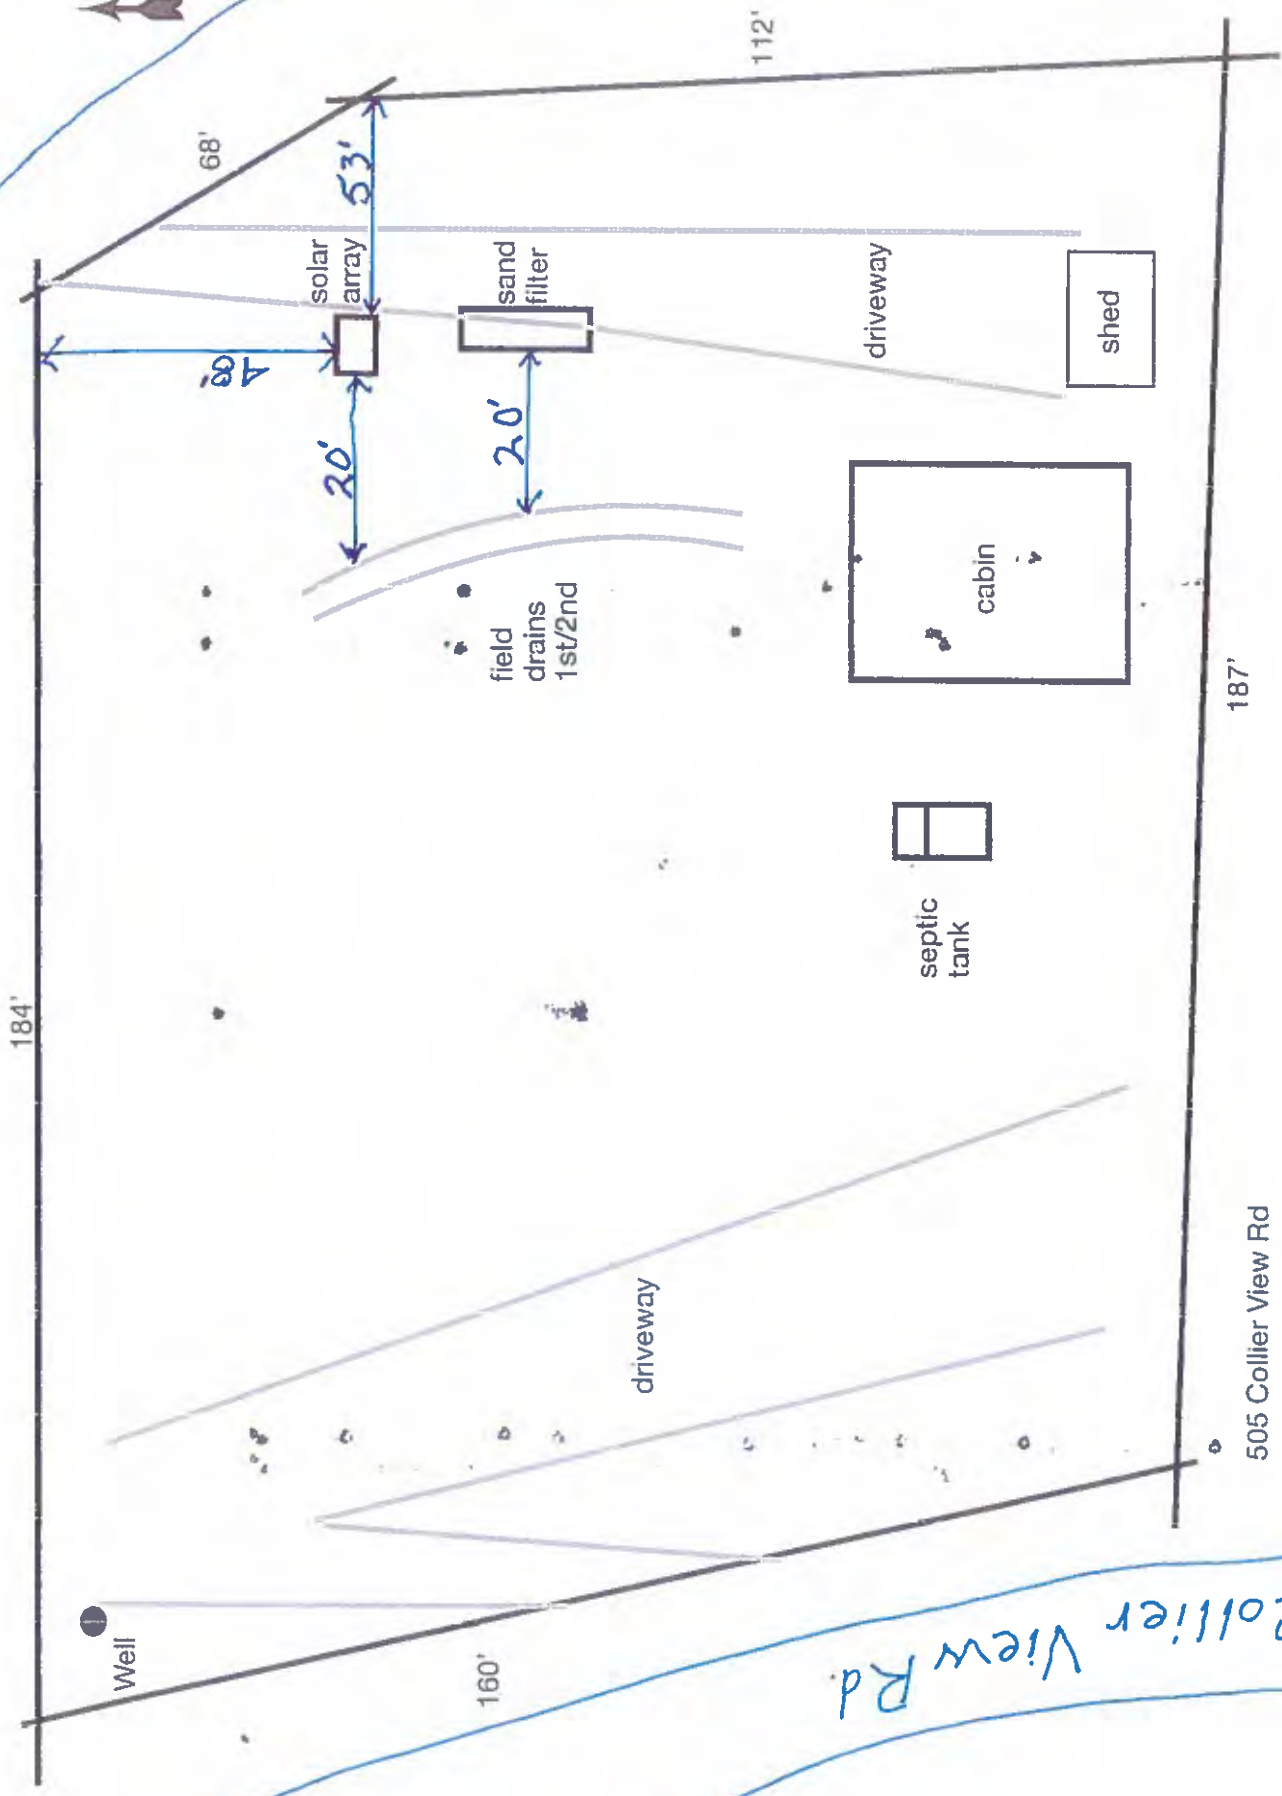 184'
68'
112'
187'
160'
Well
driveway
septic
tank
cabin
field
drains
1st/2nd
solar
array
sand
filter
driveway
shed
48'
20'
53'
20'
Collier View Rd.
505 Collier View Rd